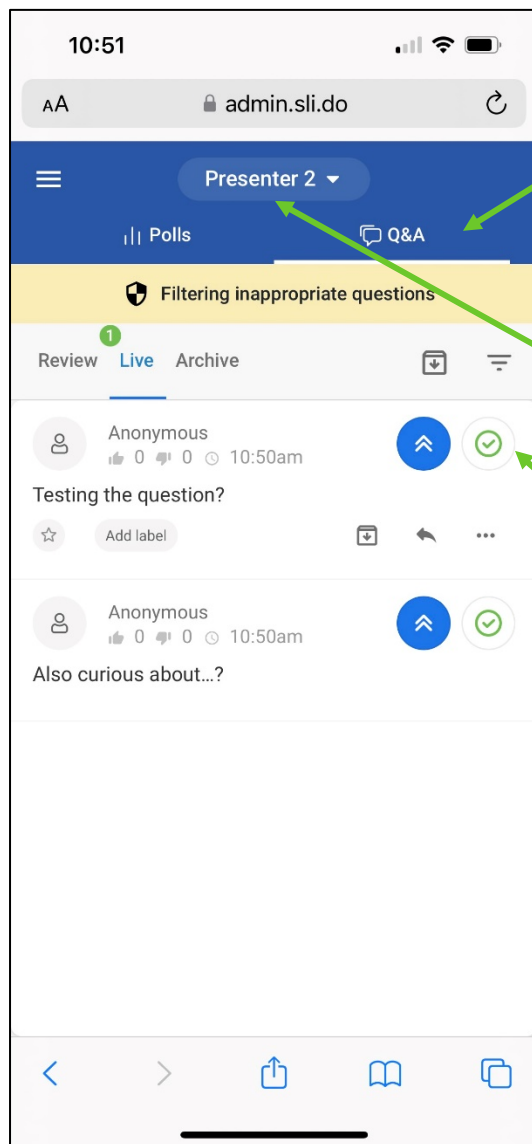 10:51
AA admin.sli.do
Presenter 2
Polls Q&A
Filtering inappropriate questions
1
Review Live Archive
Anonymous
0 0 10:50am
Testing the question?
Add label
Anonymous
0 0 10:50am
Also curious about...?